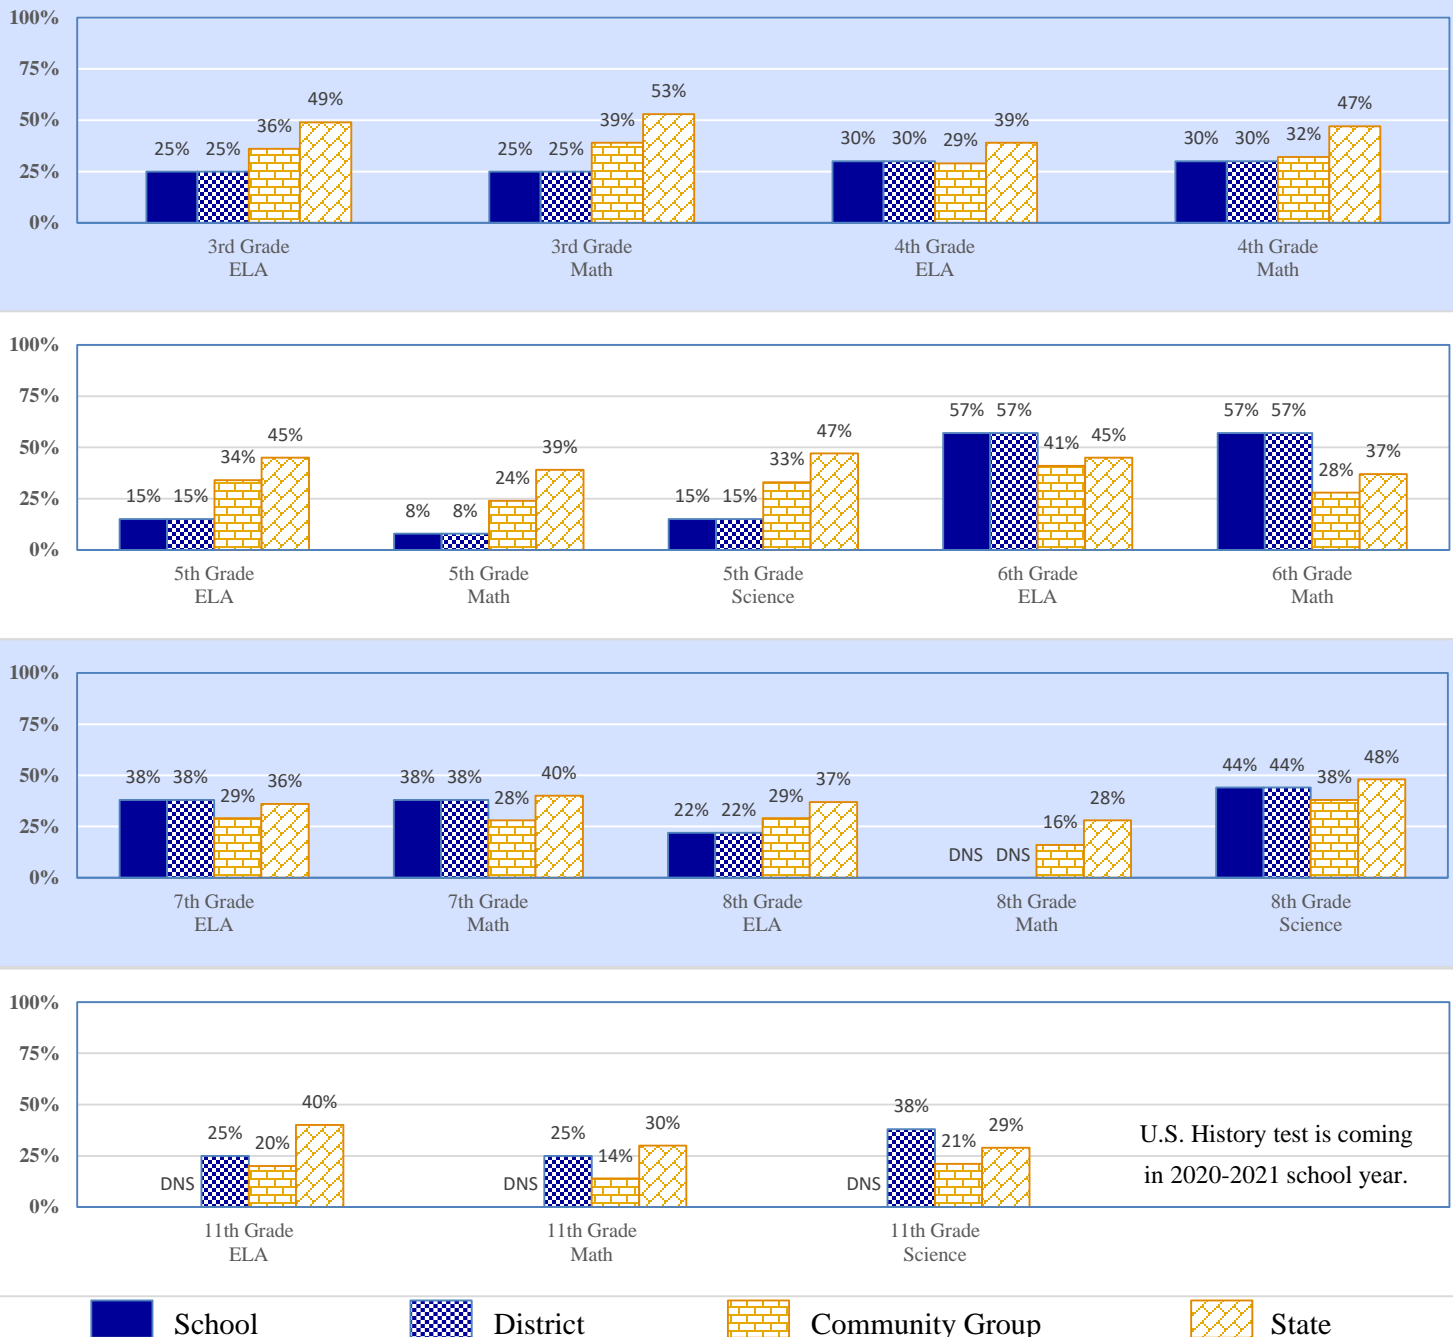 100%
75%
50%
25%
0%
25% 25% 36% 49%
25% 25% 39% 53%
30% 30% 29% 39%
30% 30% 32% 47%
3rd Grade
ELA
3rd Grade
Math
4th Grade
ELA
4th Grade
Math
100%
75%
50%
25%
0%
15% 15% 34% 45%
8% 8% 24% 39%
15% 15% 33% 47%
57% 57% 41% 45%
57% 57% 28% 37%
5th Grade
ELA
5th Grade
Math
5th Grade
Science
6th Grade
ELA
6th Grade
Math
100%
75%
50%
25%
0%
38% 38% 29% 36%
38% 38% 28% 40%
22% 22% 29% 37%
DNS DNS 16% 28%
44% 44% 38% 48%
7th Grade
ELA
7th Grade
Math
8th Grade
ELA
8th Grade
Math
8th Grade
Science
100%
75%
50%
25%
0%
DNS 25% 20% 40%
DNS 25% 14% 30%
DNS 38% 21% 29%
U.S. History test is coming
in 2020-2021 school year.
11th Grade
ELA
11th Grade
Math
11th Grade
Science
School District Community Group State